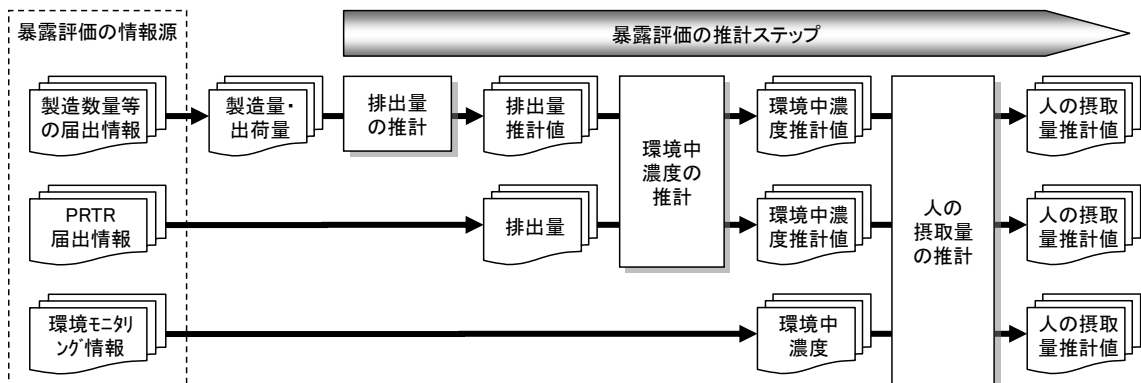 暴露評価の情報源
暴露評価の推計ステップ
製造数量等
の届出情報
製造量・
出荷量
排出量
の推計
排出量
推計値
環境中
濃度の
推計
環境中濃
度推計値
人の
摂取量
の推計
人の摂取
量推計値
PRTR
届出情報
排出量
環境中濃
度推計値
人の摂取
量推計値
環境ﾓﾆﾀﾘ
ﾝｸﾞ情報
環境中
濃度
人の摂取
量推計値